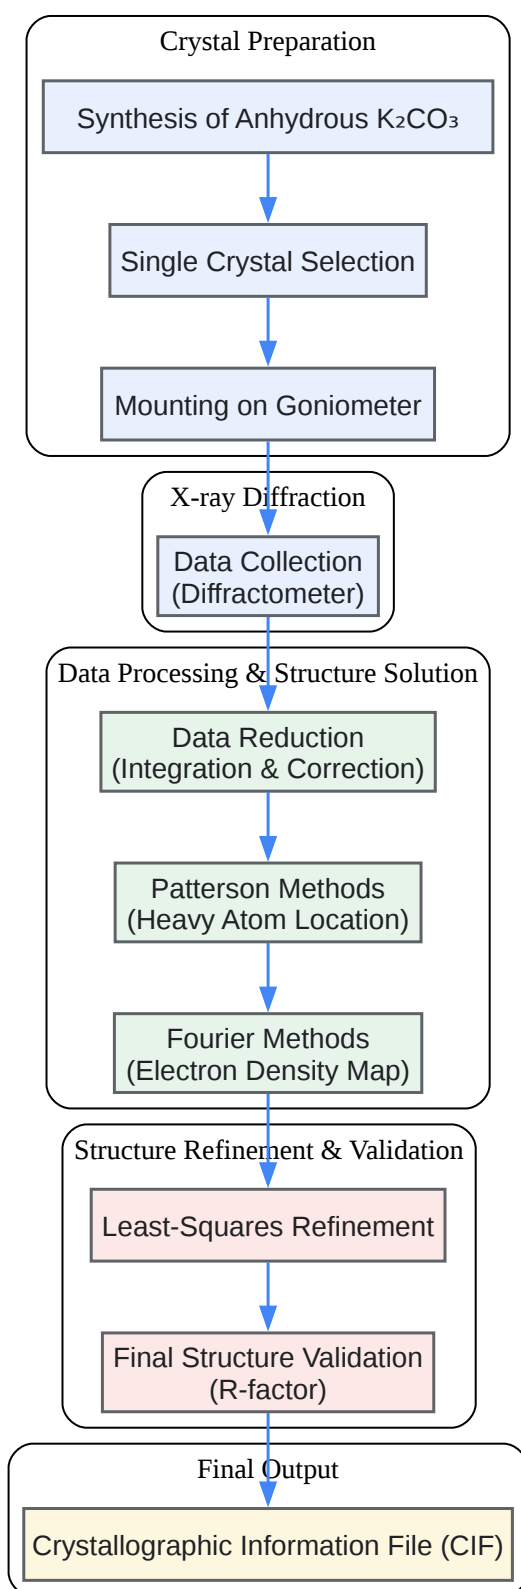 Crystal Preparation
Synthesis of Anhydrous K₂CO₃
Single Crystal Selection
Mounting on Goniometer
X-ray Diffraction
Data Collection
(Diffractometer)
Data Processing & Structure Solution
Data Reduction
(Integration & Correction)
Patterson Methods
(Heavy Atom Location)
Fourier Methods
(Electron Density Map)
Structure Refinement & Validation
Least-Squares Refinement
Final Structure Validation
(R-factor)
Final Output
Crystallographic Information File (CIF)